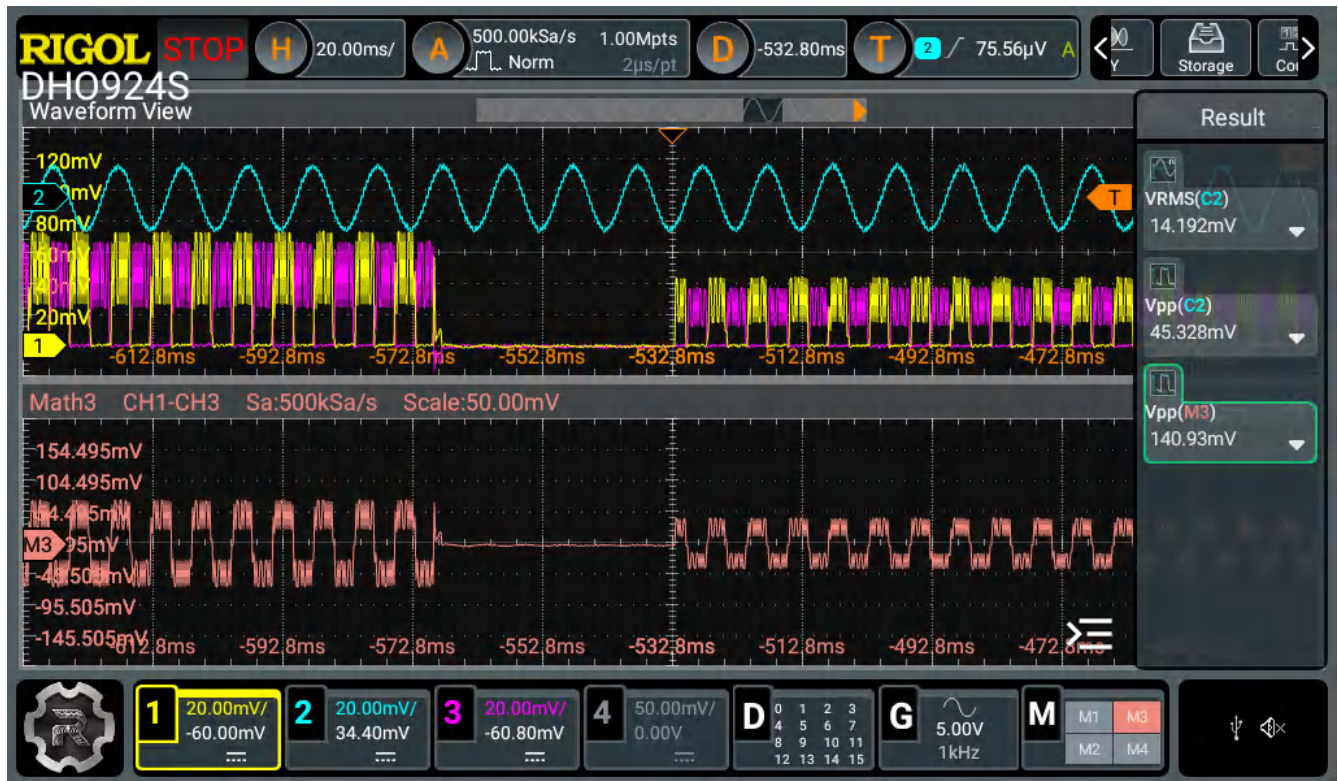 RIGOL STOP H 20.00ms/ A 500.00kSa/s 1.00Mpts D -532.80ms T 2 75.56µV A
Norm 2µs/pt
Y Storage
DHO924S
Waveform View
Result
120mV
2
80mV
20mV
1
-612.8ms -592.8ms -572.8ms -552.8ms -532.8ms -512.8ms -492.8ms -472.8ms
T
VRMS(C2)
14.192mV
Vpp(C2)
45.328mV
Vpp(M3)
140.93mV
Math3 CH1-CH3 Sa:500kSa/s Scale:50.00mV
154.495mV
104.495mV
M3
-95.505mV
-145.505mV
-612.8ms -592.8ms -572.8ms -552.8ms -532.8ms -512.8ms -492.8ms
1 20.00mV/ 2 20.00mV/ 3 20.00mV/ 4 50.00mV/ D 0 1 2 3 G 5.00V M M1 M3
-60.00mV 34.40mV -60.80mV 0.00V 4 5 6 7 1kHz M2 M4
8 9 10 11
12 13 14 15
R